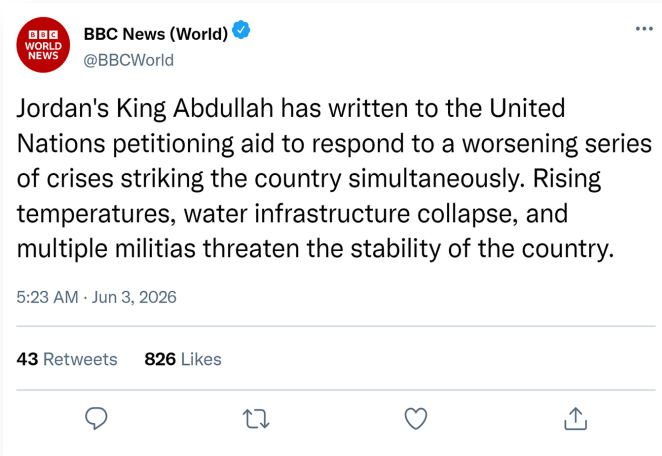 BBC
WORLD
NEWS
BBC News (World)
@BBCWorld
Jordan's King Abdullah has written to the United
Nations petitioning aid to respond to a worsening series
of crises striking the country simultaneously. Rising
temperatures, water infrastructure collapse, and
multiple militias threaten the stability of the country.
5:23 AM · Jun 3, 2026
43 Retweets 826 Likes